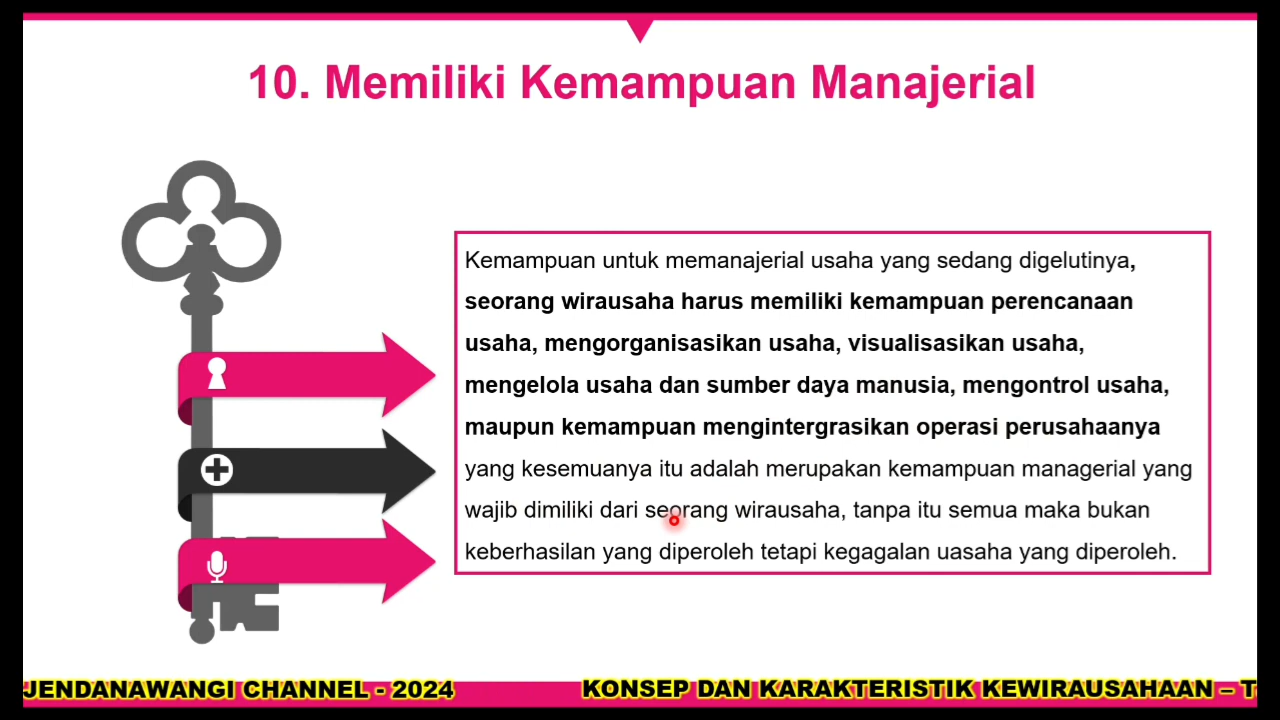 10. Memiliki Kemampuan Manajerial
Kemampuan untuk memanajerial usaha yang sedang digelutinya,
seorang wirausaha harus memiliki kemampuan perencanaan
usaha, mengorganisasikan usaha, visualisasikan usaha,
mengelola usaha dan sumber daya manusia, mengontrol usaha,
maupun kemampuan mengintergrasikan operasi perusahaanya
yang kesemuanya itu adalah merupakan kemampuan managerial yang
wajib dimiliki dari seorang wirausaha, tanpa itu semua maka bukan
keberhasilan yang diperoleh tetapi kegagalan uasaha yang diperoleh.
JENDANAWANGI CHANNEL - 2024 KONSEP DAN KARAKTERISTIK KEWIRAUSAHAAN – T